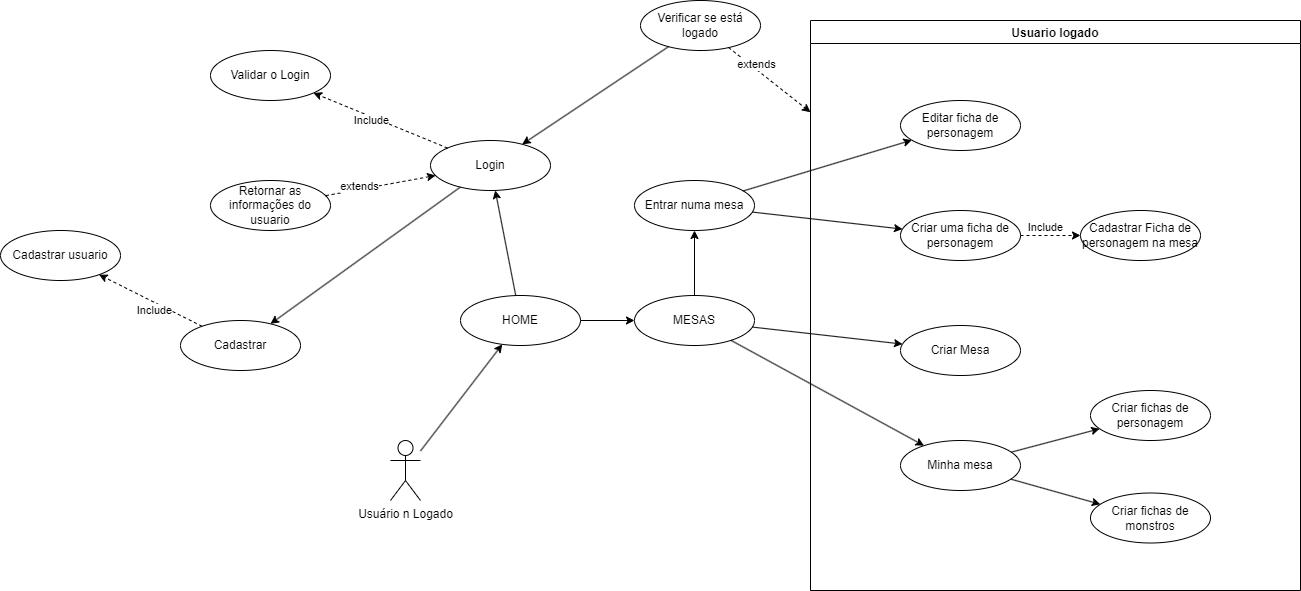 Verificar se está
logado
Usuario logado
extends
Validar o Login
Include
Editar ficha de
personagem
Login
extends
Retornar as
informações do
usuario
Entrar numa mesa
Criar uma ficha de
personagem
Include
Cadastrar Ficha de
personagem na mesa
Cadastrar usuario
Include
HOME
MESAS
Cadastrar
Criar Mesa
Criar fichas de
personagem
Minha mesa
Criar fichas de
monstros
Usuário n Logado